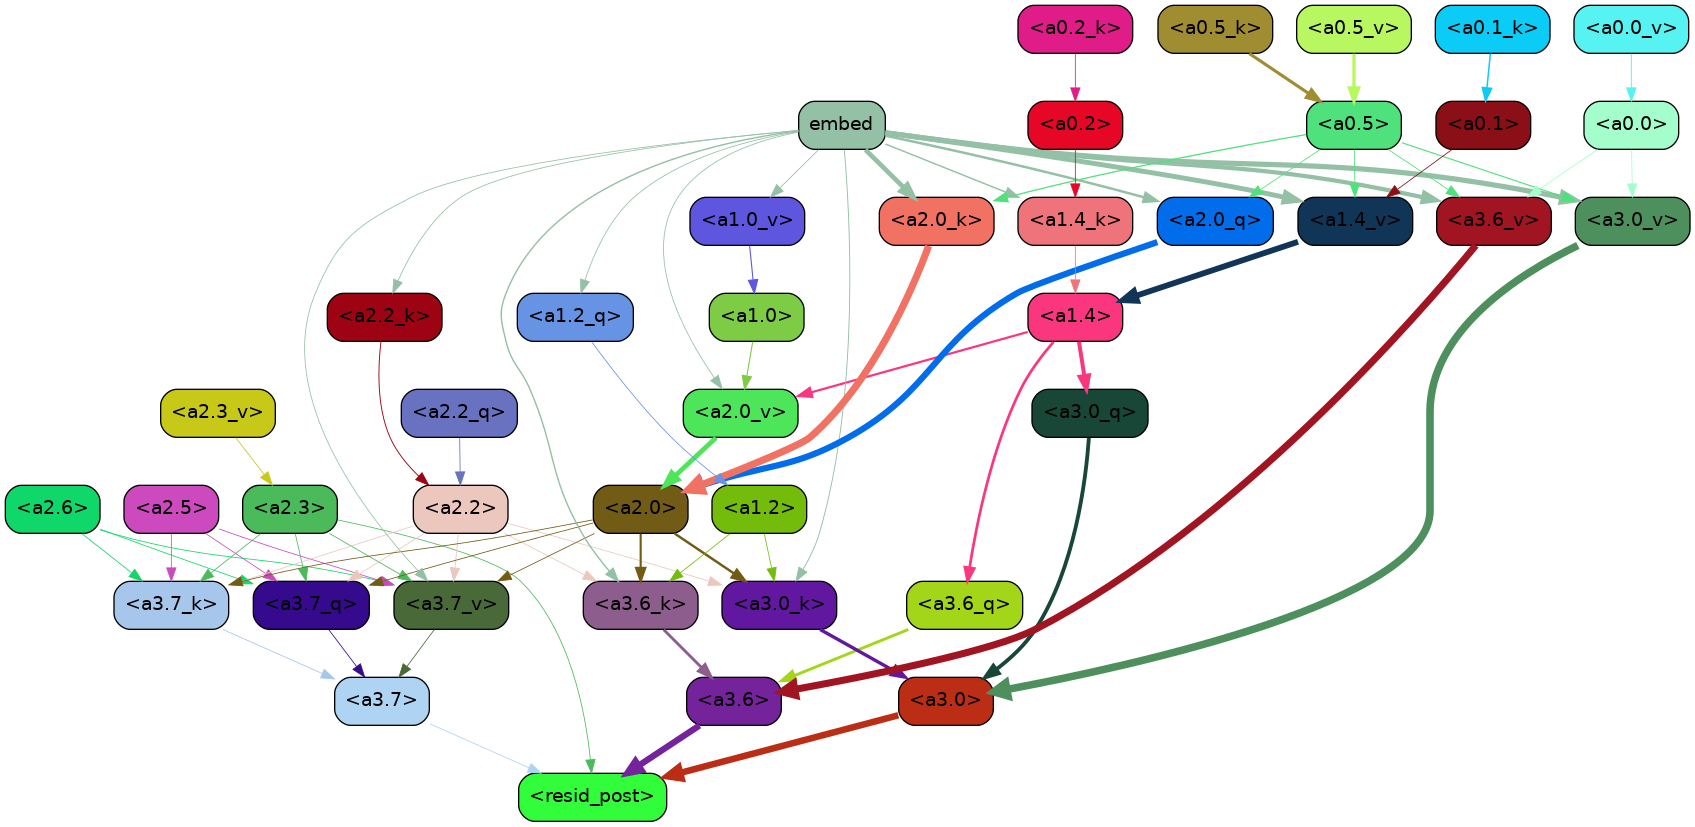 <a0.2_k> <a0.5_k> <a0.5_v> <a0.1_k> <a0.0_v>
embed <a0.2> <a0.5> <a0.1> <a0.0>
<a1.0_v> <a2.0_k> <a1.4_k> <a2.0_q> <a1.4_v> <a3.6_v> <a3.0_v>
<a2.2_k> <a1.2_q> <a1.0> <a1.4>
<a2.3_v> <a2.2_q> <a2.0_v> <a3.0_q>
<a2.6> <a2.5> <a2.3> <a2.2> <a2.0> <a1.2>
<a3.7_k> <a3.7_q> <a3.7_v> <a3.6_k> <a3.0_k> <a3.6_q>
<a3.7> <a3.6> <a3.0>
<resid_post>